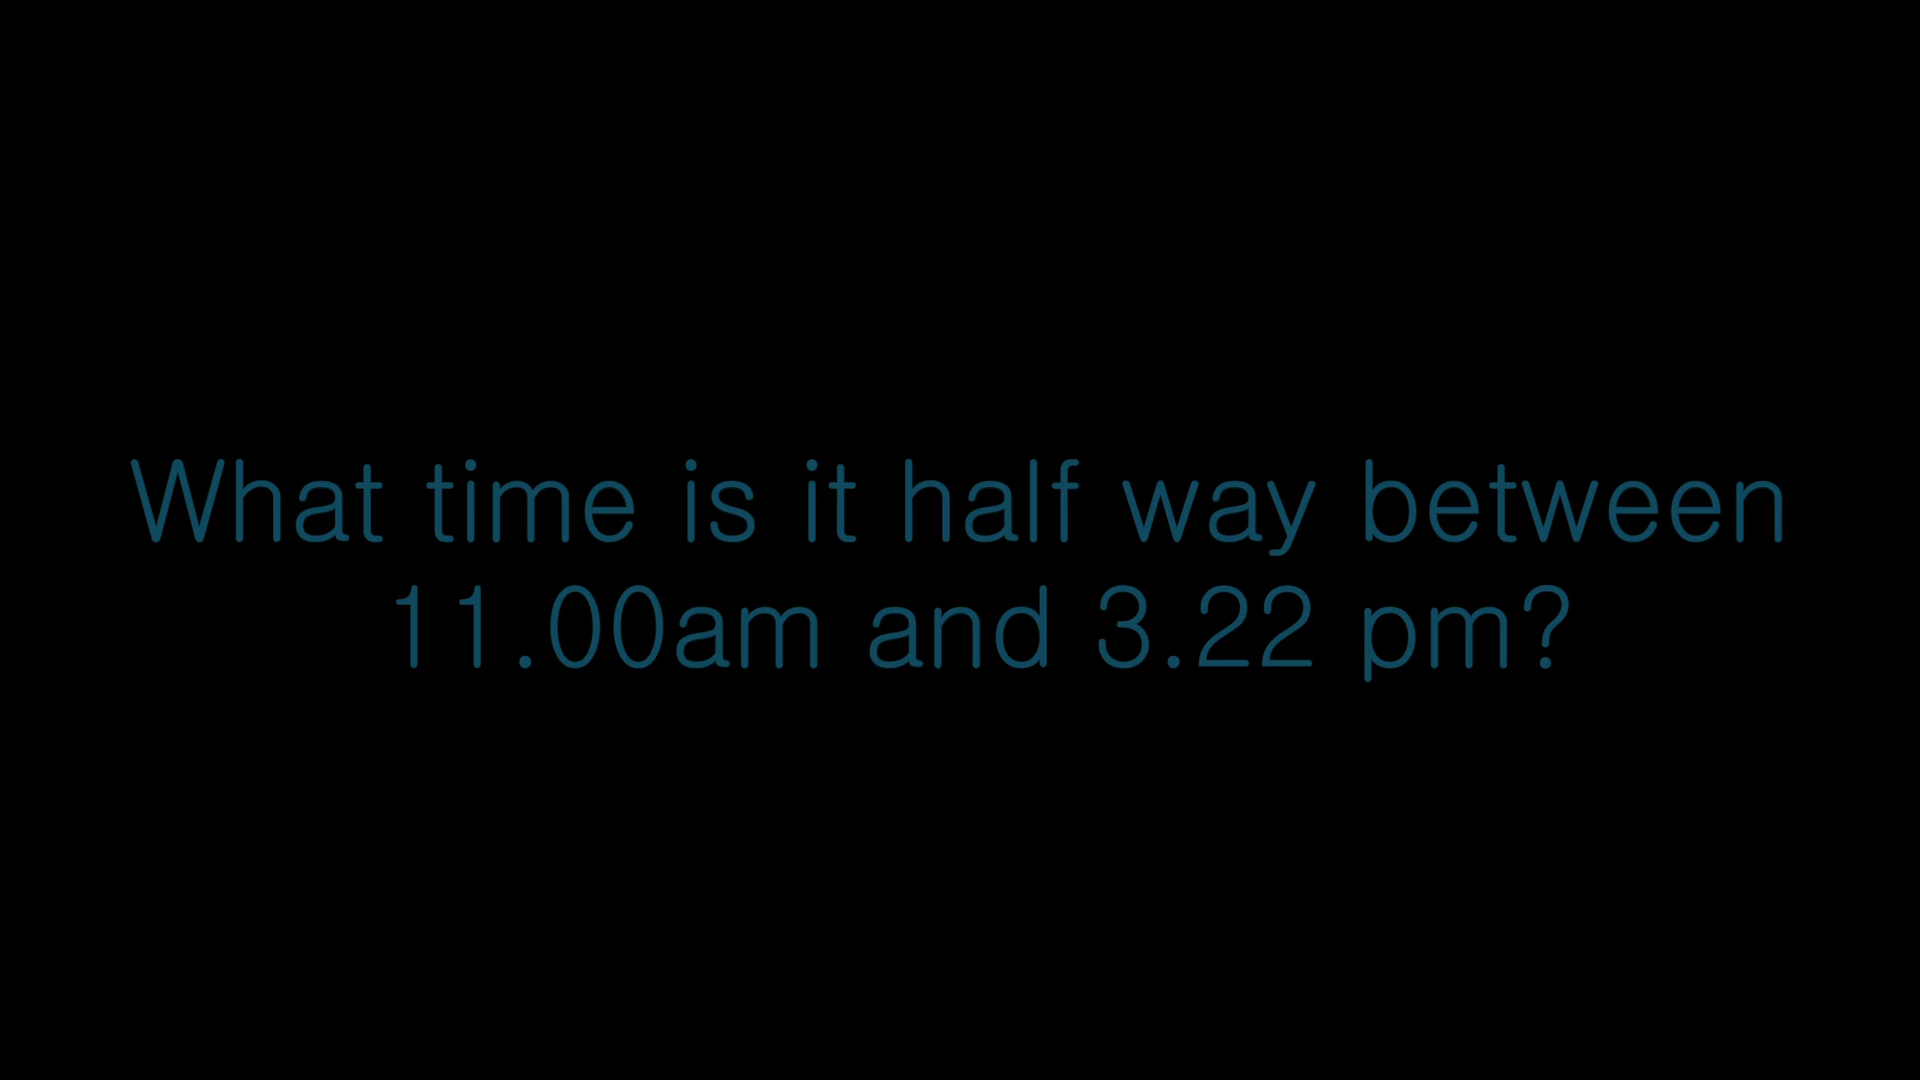 What time is it half way between
11.00am and 3.22 pm?